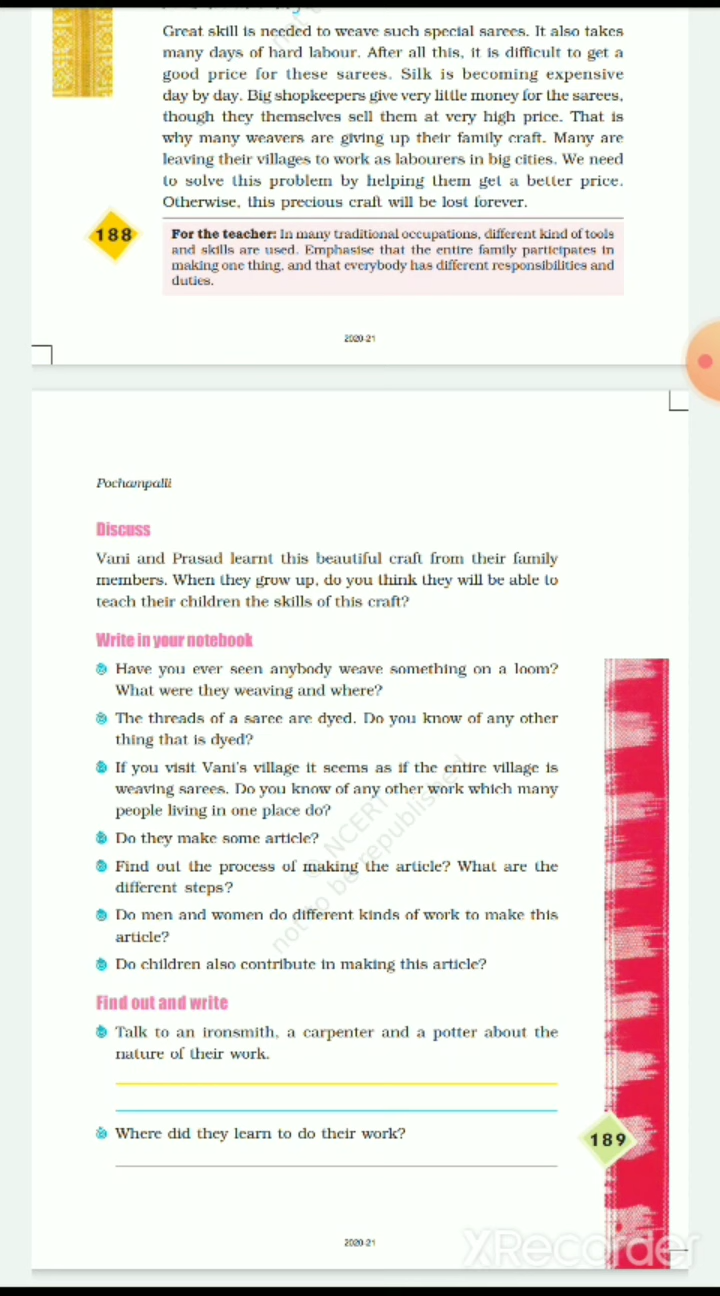 Great skill is needed to weave such special sarees. It also takes
many days of hard labour. After all this, it is difficult to get a
good price for these sarees. Silk is becoming expensive
day by day. Big shopkeepers give very little money for the sarees,
though they themselves sell them at very high price. That is
why many weavers are giving up their family craft. Many are
leaving their villages to work as labourers in big cities. We need
to solve this problem by helping them get a better price.
Otherwise, this precious craft will be lost forever.
188
For the teacher: In many traditional occupations, different kind of tools
and skills are used. Emphasise that the entire family participates in
making one thing, and that everybody has different responsibilities and
duties.
2020-21
Pochampalli
Discuss
Vani and Prasad learnt this beautiful craft from their family
members. When they grow up, do you think they will be able to
teach their children the skills of this craft?
Write in your notebook
Have you ever seen anybody weave something on a loom?
What were they weaving and where?
The threads of a saree are dyed. Do you know of any other
thing that is dyed?
If you visit Vani's village it seems as if the entire village is
weaving sarees. Do you know of any other work which many
people living in one place do?
Do they make some article?
Find out the process of making the article? What are the
different steps?
Do men and women do different kinds of work to make this
article?
Do children also contribute in making this article?
© NCERT
not to be republished
Find out and write
Talk to an ironsmith, a carpenter and a potter about the
nature of their work.
Where did they learn to do their work?
189
2020-21
XRecorder